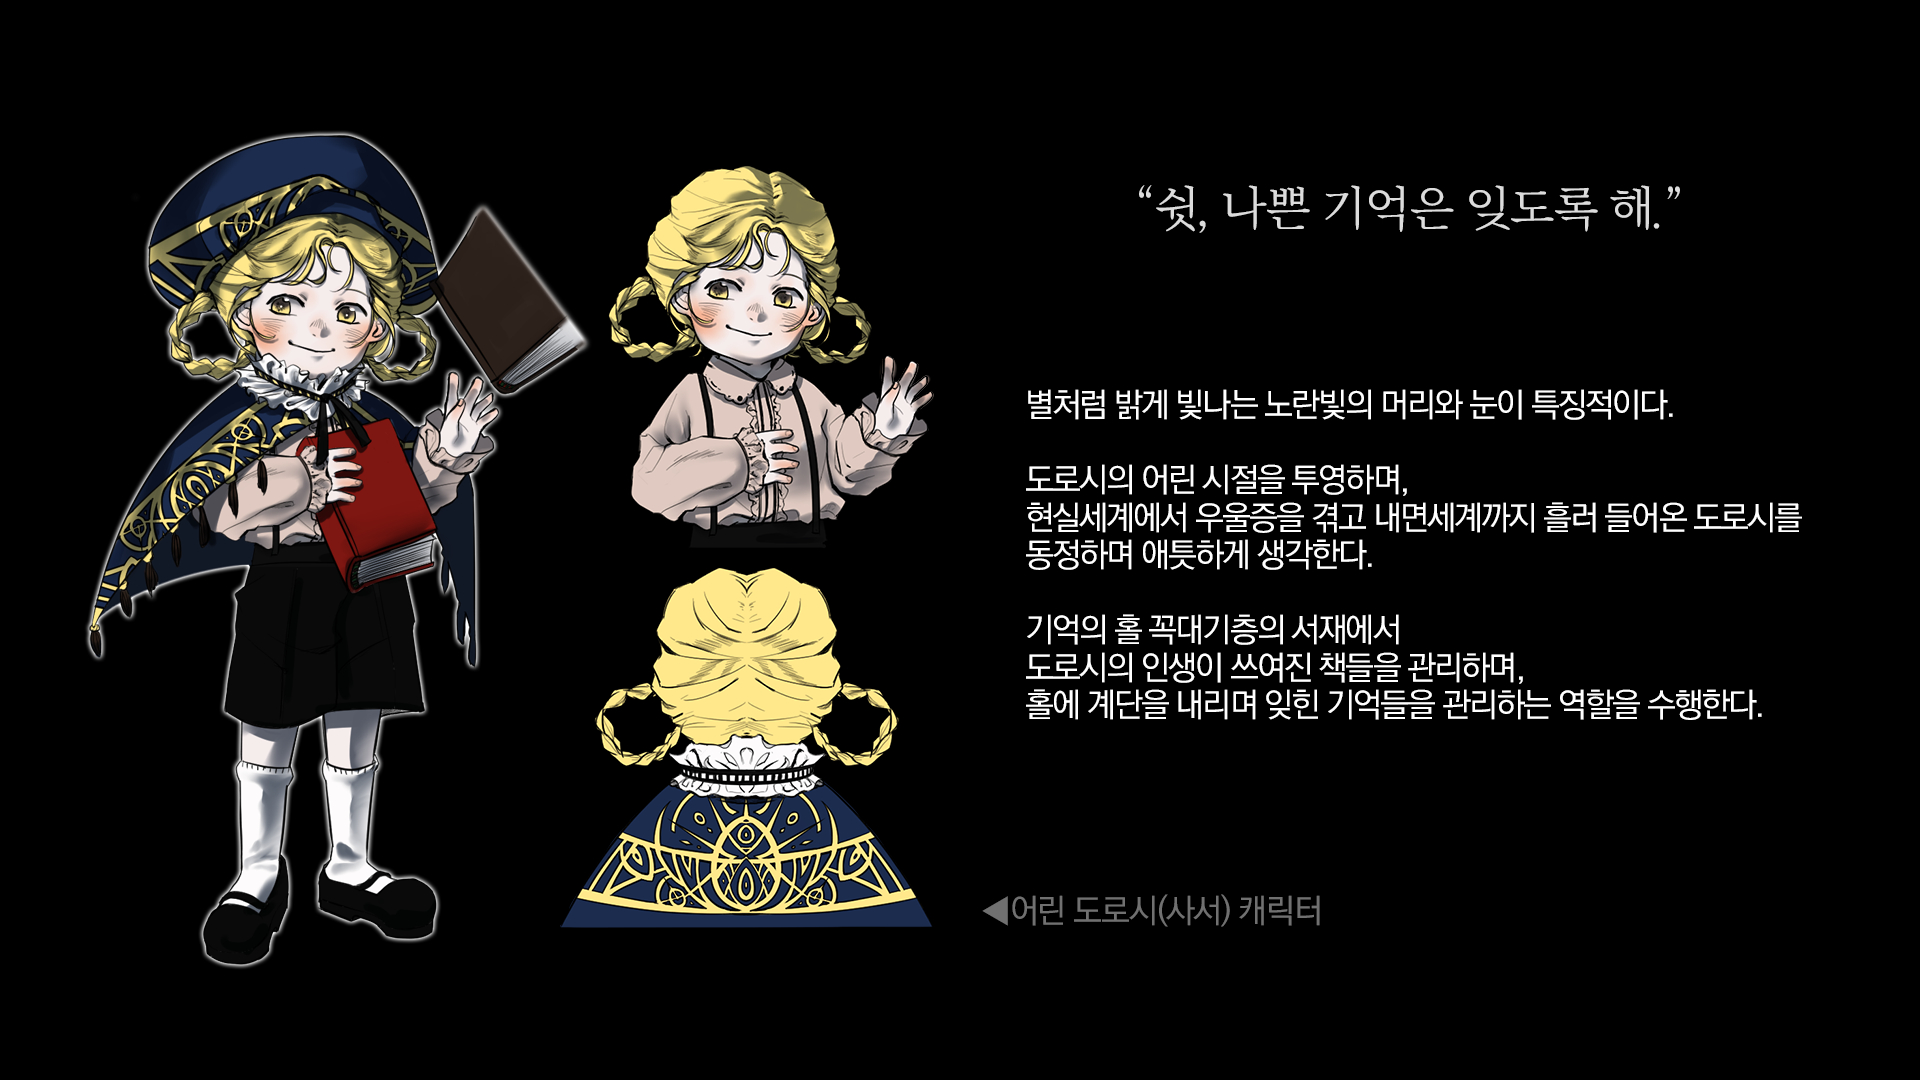 “쉿, 나쁜 기억은 잊도록 해.”
별처럼 밝게 빛나는 노란빛의 머리와 눈이 특징적이다.
도로시의 어린 시절을 투영하며,
현실세계에서 우울증을 겪고 내면세계까지 흘러 들어온 도로시를
동정하며 애틋하게 생각한다.
기억의 홀 꼭대기층의 서재에서
도로시의 인생이 쓰여진 책들을 관리하며,
홀에 계단을 내리며 잊힌 기억들을 관리하는 역할을 수행한다.
◀어린 도로시(사서) 캐릭터